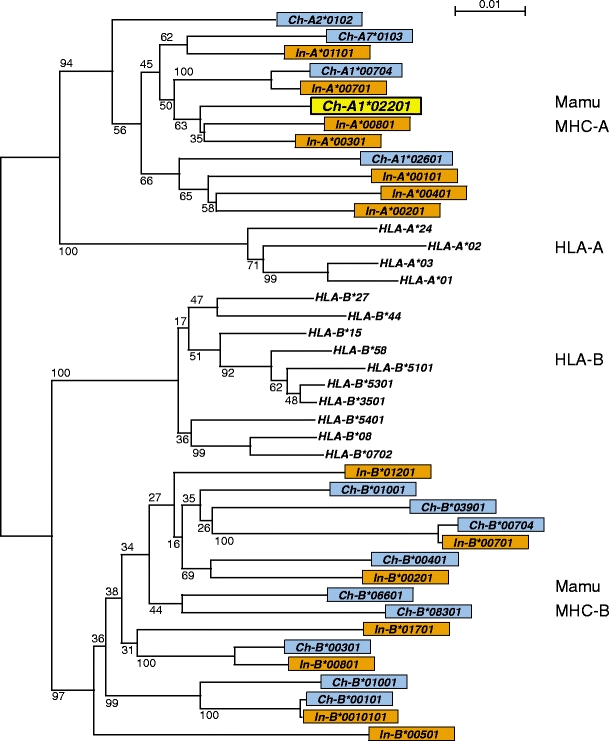 0.01
Ch-A2*0102
Ch-A7*0103
62
In-A*01101
94
45
Ch-A1*00704
100
In-A*00701
50
Ch-A1*02201
Mamu
63
In-A*00801
MHC-A
56
35
In-A*00301
Ch-A1*02601
66
In-A*00101
65
In-A*00401
58
In-A*00201
HLA-A*24
100
HLA-A*02
HLA-A
71
HLA-A*03
99
HLA-A*01
47
HLA-B*27
17
HLA-B*44
HLA-B*15
51
HLA-B*58
HLA-B
92
HLA-B*5101
100
62
HLA-B*5301
48
HLA-B*3501
HLA-B*5401
36
HLA-B*08
99
HLA-B*0702
In-B*01201
27
35
Ch-B*01001
Ch-B*03901
26
Ch-B*00704
16
100
In-B*00701
34
Ch-B*00401
69
In-B*00201
Mamu
38
Ch-B*06601
44
Ch-B*08301
MHC-B
In-B*01701
36
31
Ch-B*00301
100
In-B*00801
Ch-B*01001
97
99
Ch-B*00101
100
In-B*0010101
In-B*00501